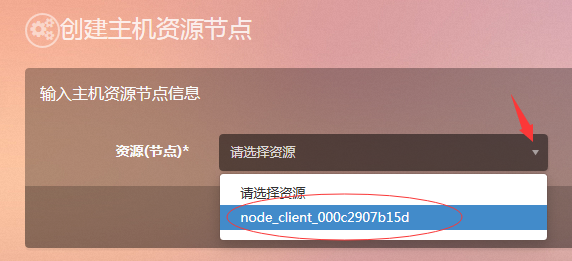 创建主机资源节点
输入主机资源节点信息
资源(节点)*
请选择资源
请选择资源
node_client_000c2907b15d